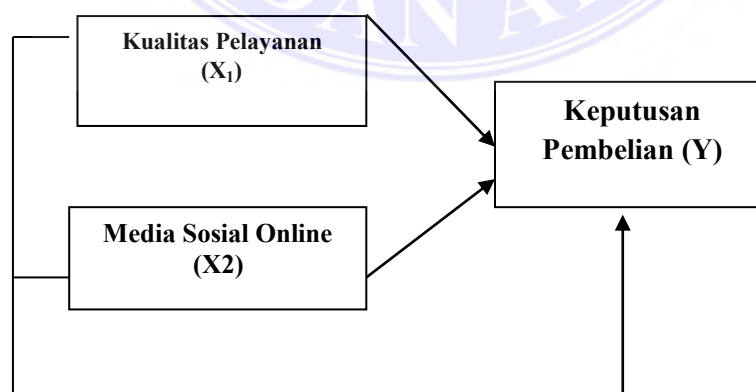 Kualitas Pelayanan
(X₁)
Keputusan
Pembelian (Y)
Media Sosial Online
(X2)